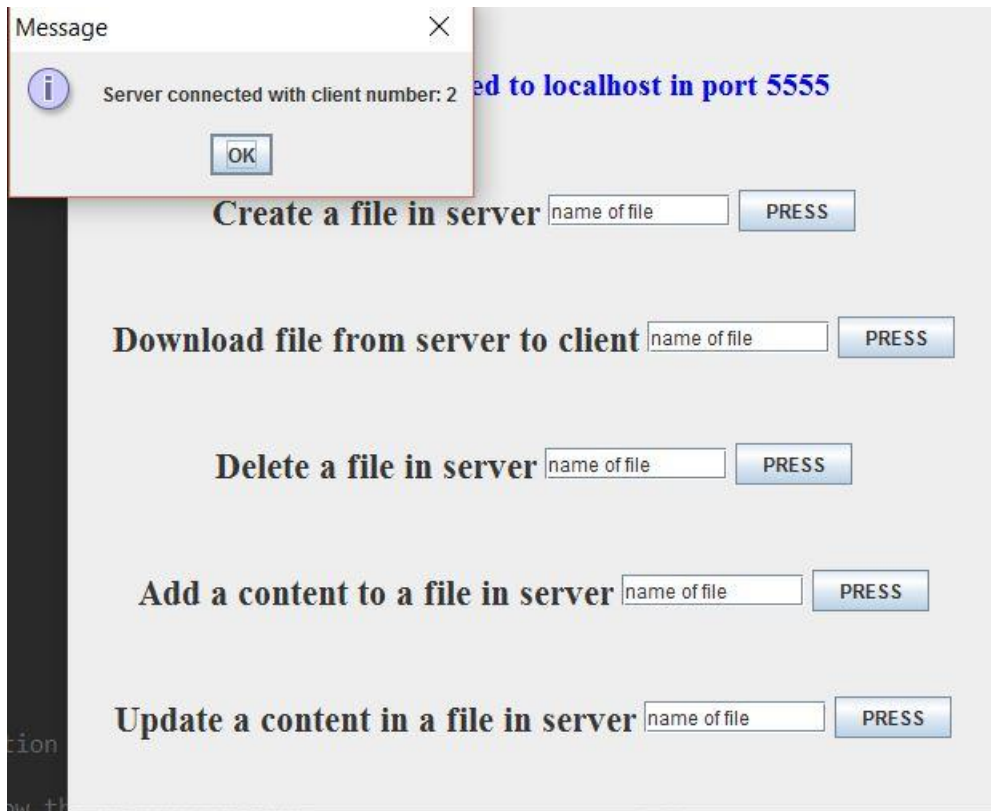 Message
Server connected with client number: 2
OK
ed to localhost in port 5555
Create a file in server name of file PRESS
Download file from server to client name of file PRESS
Delete a file in server name of file PRESS
Add a content to a file in server name of file PRESS
Update a content in a file in server name of file PRESS
tion